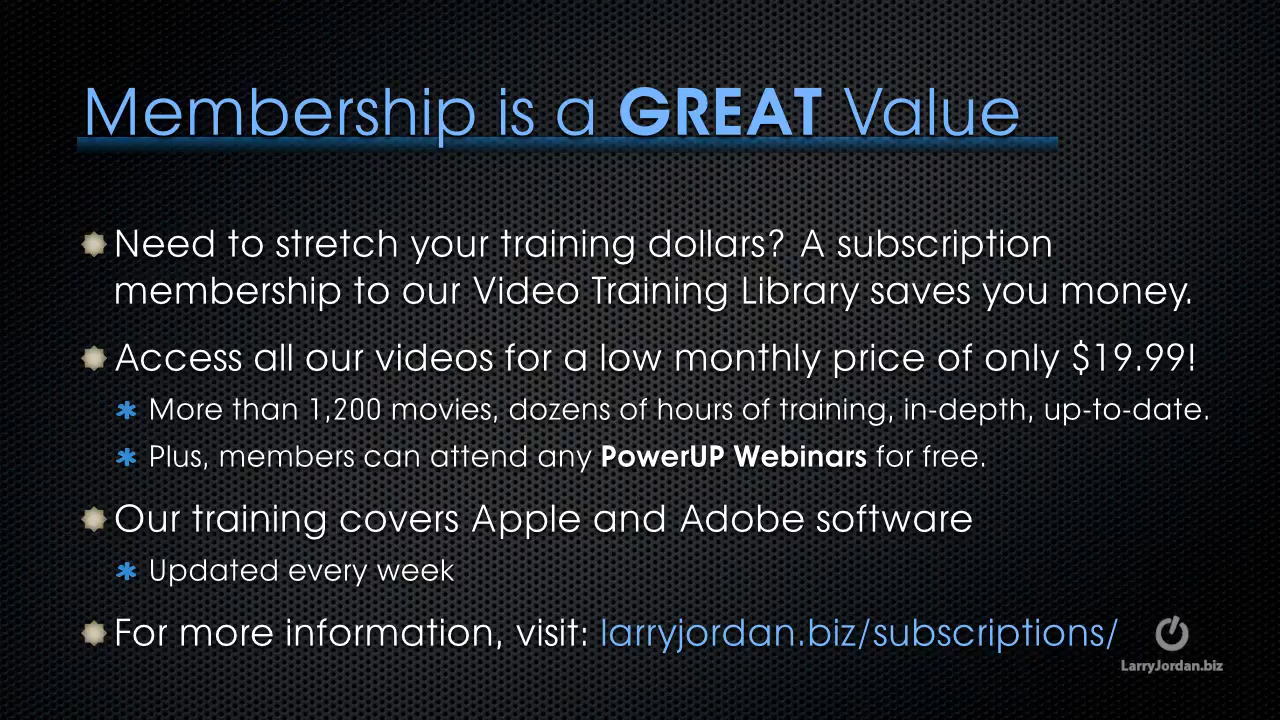 Membership is a GREAT Value
Need to stretch your training dollars? A subscription
membership to our Video Training Library saves you money.
Access all our videos for a low monthly price of only $19.99!
More than 1,200 movies, dozens of hours of training, in-depth, up-to-date.
Plus, members can attend any PowerUP Webinars for free.
Our training covers Apple and Adobe software
Updated every week
For more information, visit: larryjordan.biz/subscriptions/
LarryJordan.biz